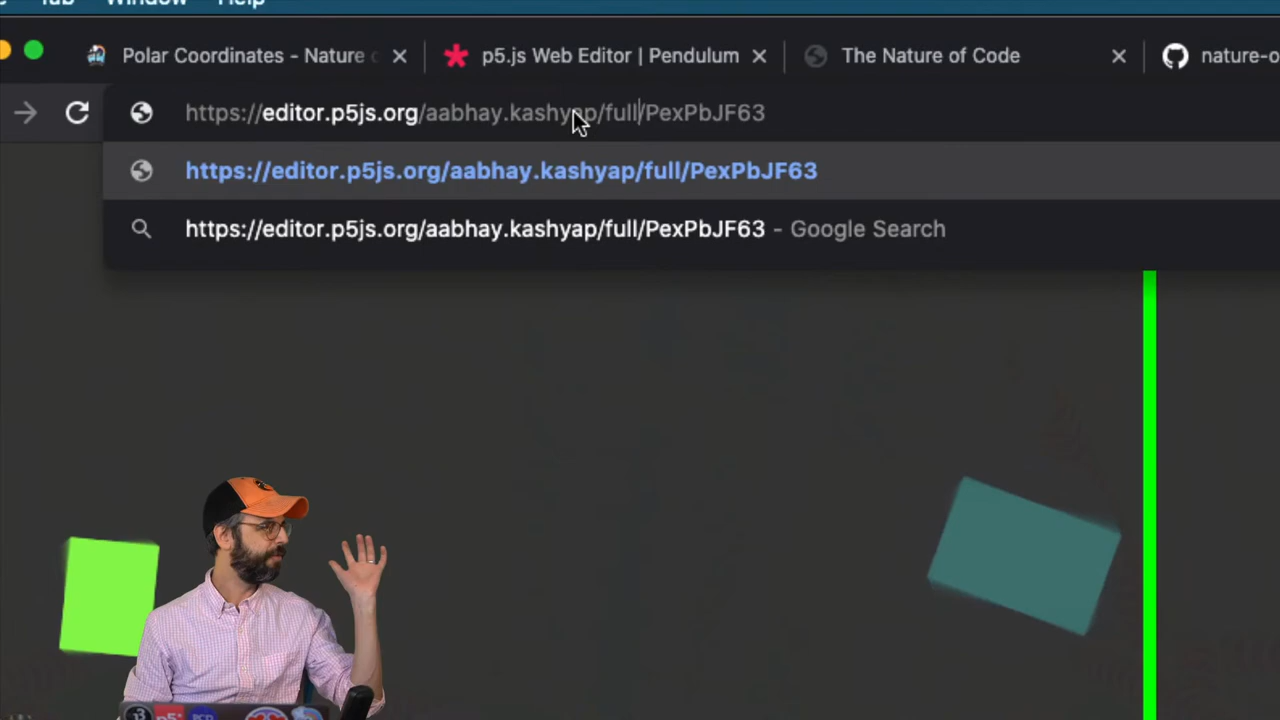 Tab Window Help
Polar Coordinates - Nature
p5.js Web Editor | Pendulum
The Nature of Code
nature-o
https://editor.p5js.org/aabhay.kashyap/full/PexPbJF63
https://editor.p5js.org/aabhay.kashyap/full/PexPbJF63
https://editor.p5js.org/aabhay.kashyap/full/PexPbJF63 - Google Search